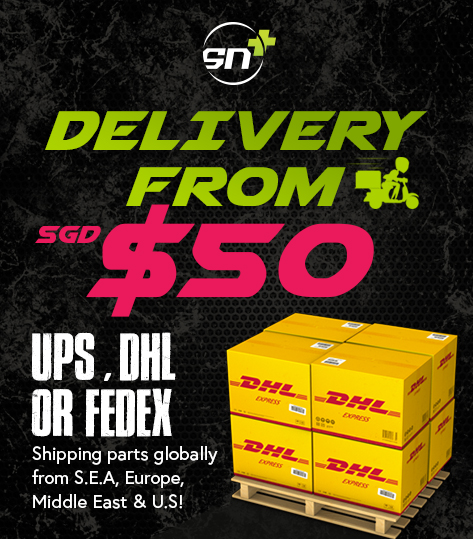 sn
DELIVERY
FROM
SGD $50
UPS , DHL
OR FEDEX
Shipping parts globally
from S.E.A, Europe,
Middle East & U.S!
DHL
EXPRESS
DHL
EXPRESS
DHL
EXPRESS
DHL
EXPRESS